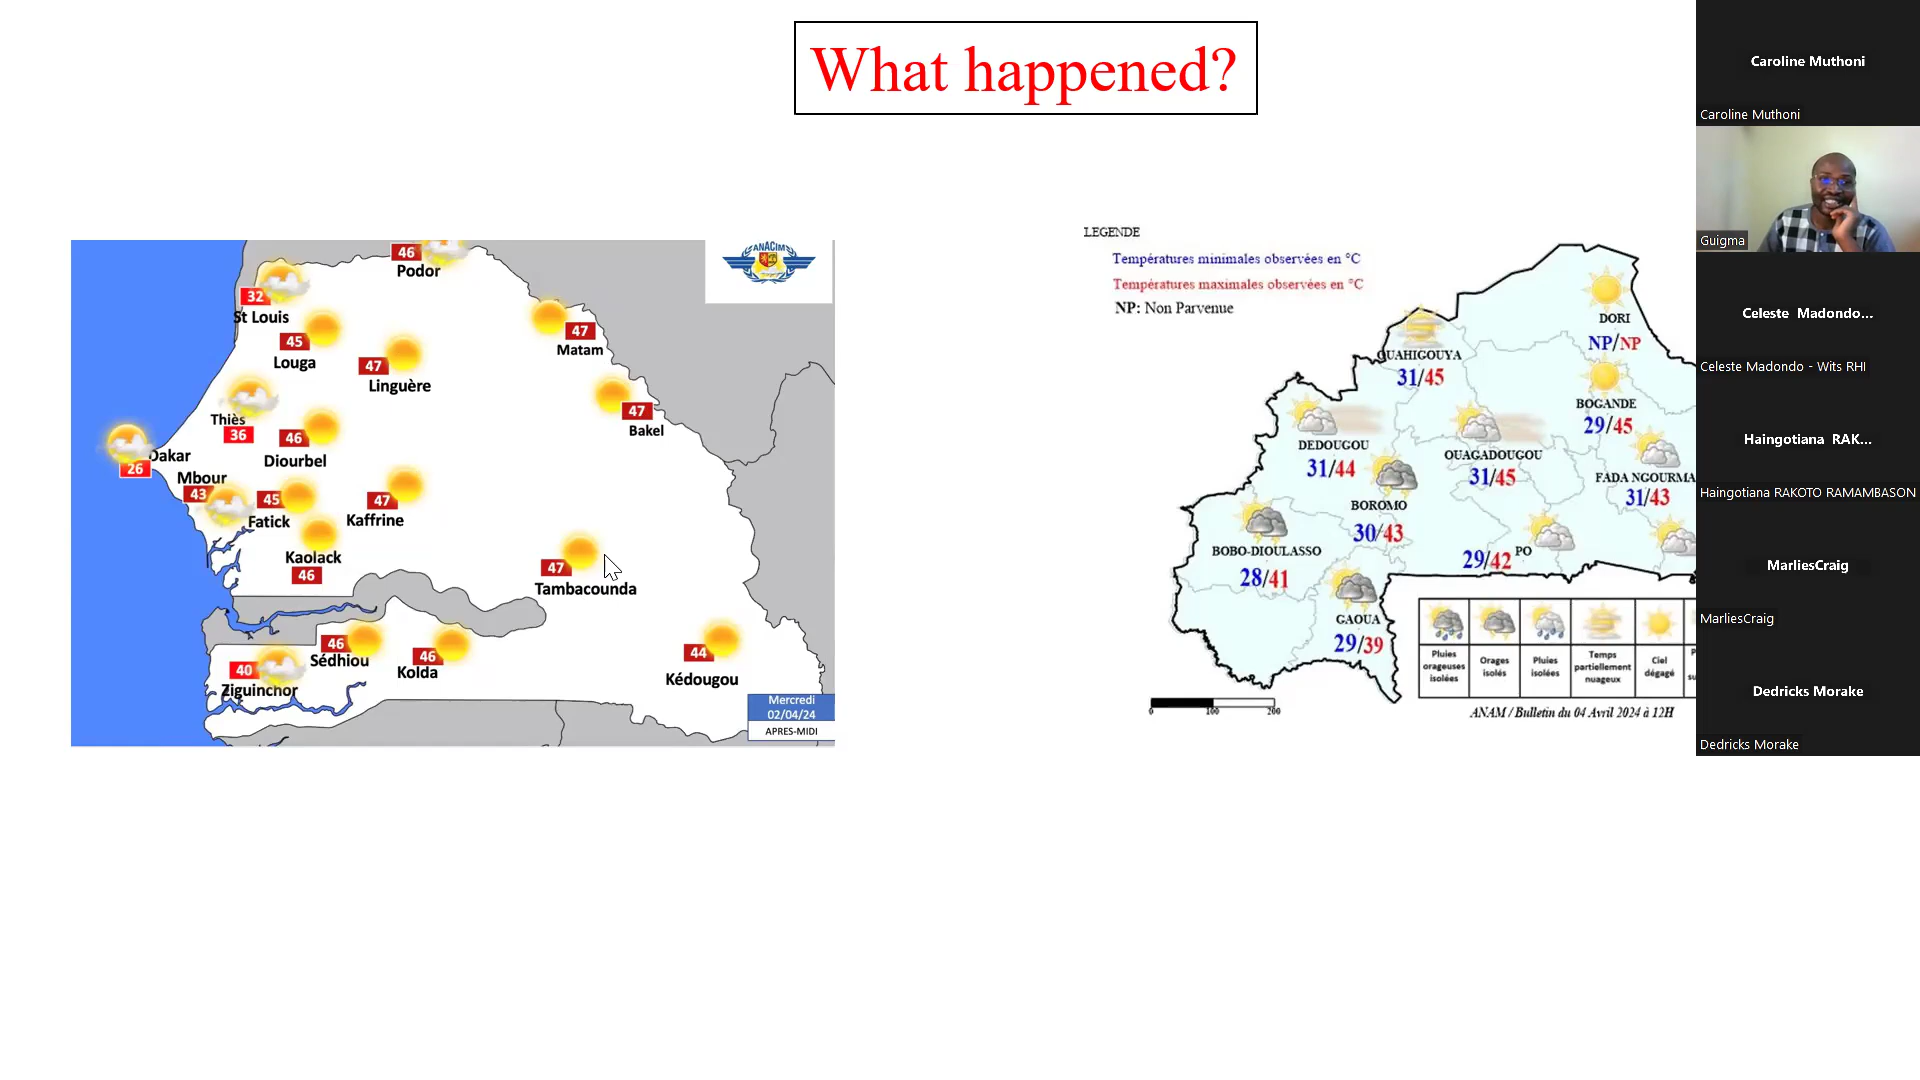 What happened?
ANACIM
46
Podor
32
St Louis
45
Louga
47
Linguère
47
Matam
47
Bakel
Thiès
36
46
Diourbel
Dakar
26
Mbour
43
45
Fatick
47
Kaffrine
Kaolack
46
47
Tambacounda
46
Sédhiou
46
Kolda
40
Ziguinchor
44
Kédougou
Mercredi
02/04/24
APRES-MIDI
LEGENDE
Températures minimales observées en °C
Températures maximales observées en °C
NP: Non Parvenue
DORI
NP/NP
OUAHIGOUYA
31/45
BOGANDE
29/45
DEDOUGOU
31/44
OUAGADOUGOU
31/45
FADA NGOURMA
31/43
BOROMO
30/43
BOBO-DIOULASSO
28/41
PO
29/42
GAOUA
29/39
Pluies orageuses isolées
Orages isolés
Pluies isolées
Temps partiellement nuageux
Ciel dégagé
0 100 200
ANAM / Bulletin du 04 Avril 2024 à 12H
Caroline Muthoni
Caroline Muthoni
Guigma
Celeste Madondo...
Celeste Madondo - Wits RHI
Haingotiana RAK...
Haingotiana RAKOTO RAMAMBASON
MarliesCraig
MarliesCraig
Dedricks Morake
Dedricks Morake